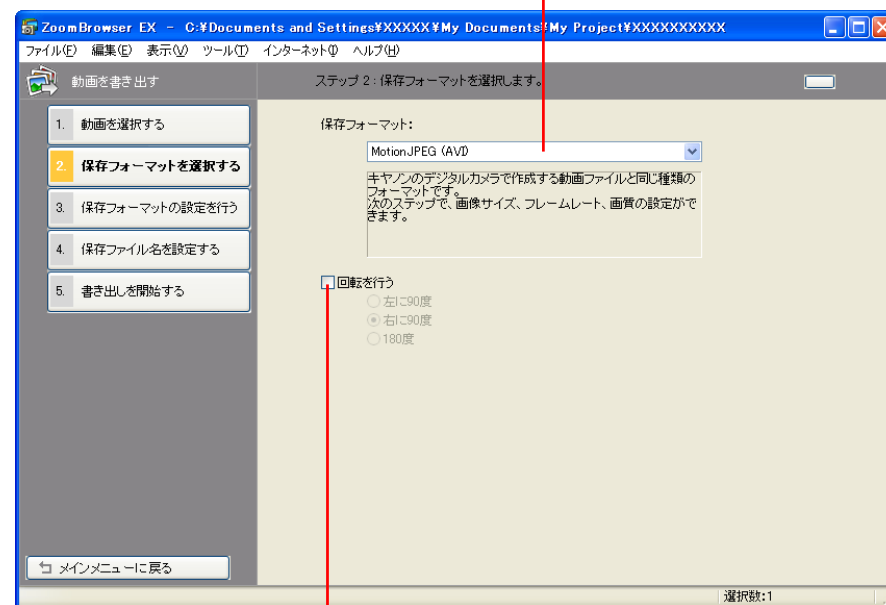 ZoomBrowser EX - C:¥Documents and Settings¥XXXXX¥My Documents¥My Project¥XXXXXXXXXX
ファイル(F) 編集(E) 表示(V) ツール(T) インターネット(I) ヘルプ(H)
動画を書き出す
ステップ 2 : 保存フォーマットを選択します。
1. 動画を選択する
2. 保存フォーマットを選択する
3. 保存フォーマットの設定を行う
4. 保存ファイル名を設定する
5. 書き出しを開始する
メインメニューに戻る
保存フォーマット:
MotionJPEG (AVI)
キヤノンのデジタルカメラで作成する動画ファイルと同じ種類の
フォーマットです。
次のステップで、画像サイズ、フレームレート、画質の設定がで
きます。
回転を行う
左に90度
右に90度
180度
選択数:1